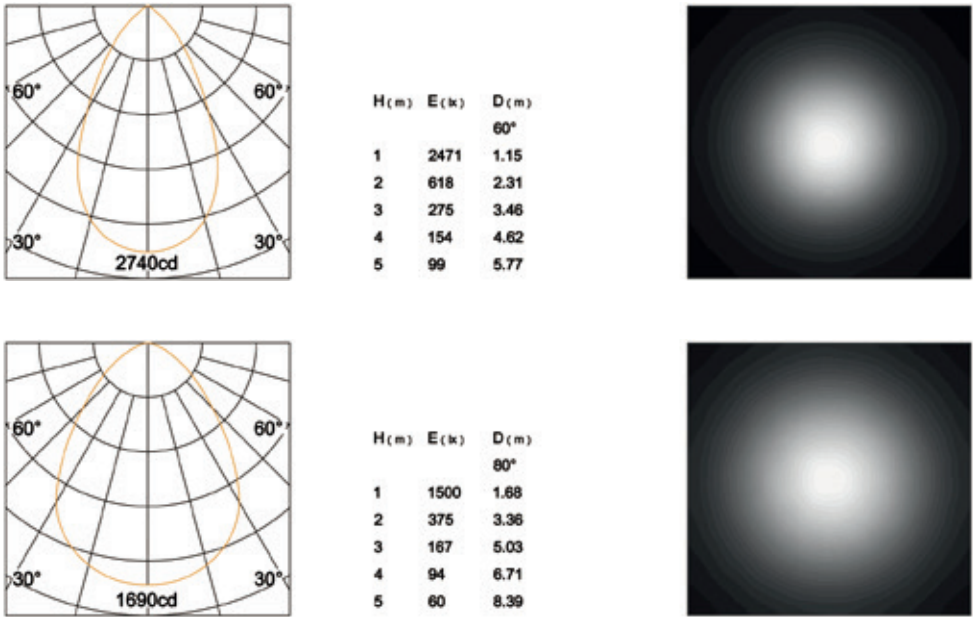 60° 60°
30° 30°
2740cd
H(m) E(lx) D(m)
60°
1 2471 1.15
2 618 2.31
3 275 3.46
4 154 4.62
5 99 5.77
60° 60°
30° 30°
1690cd
H(m) E(lx) D(m)
80°
1 1500 1.68
2 375 3.36
3 167 5.03
4 94 6.71
5 60 8.39